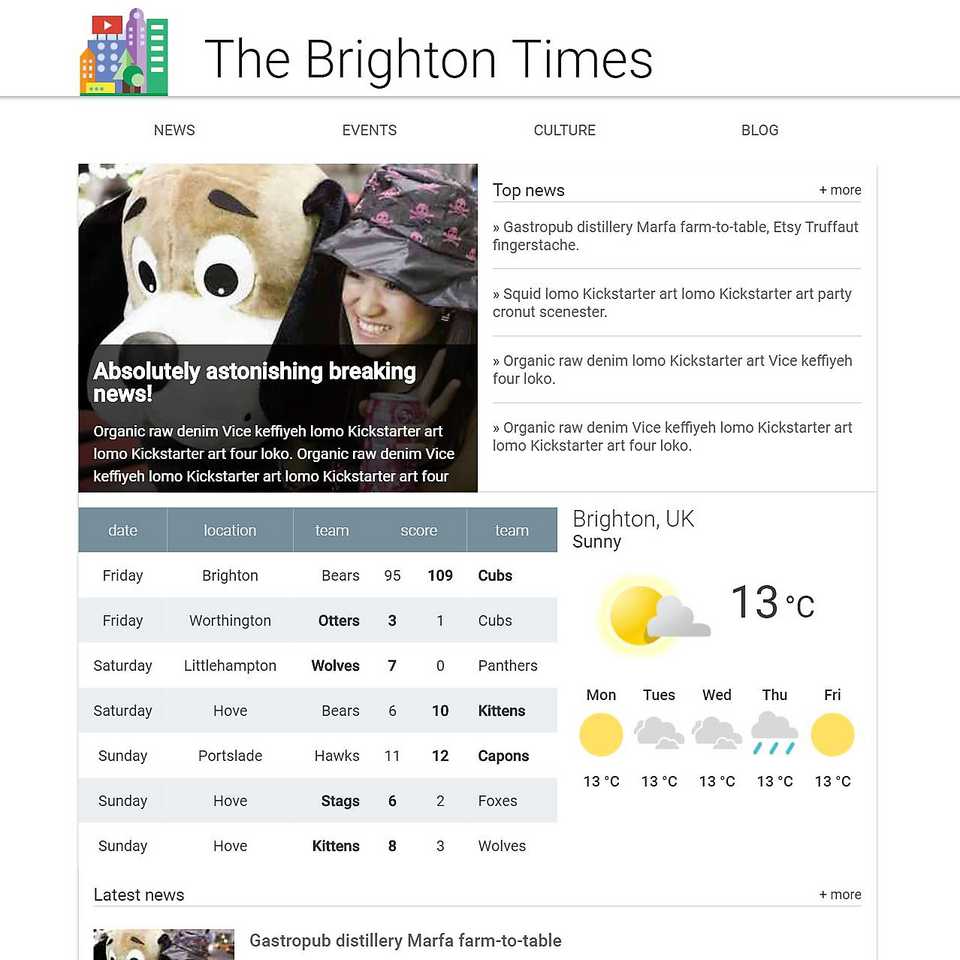 The Brighton Times
NEWS EVENTS CULTURE BLOG
Absolutely astonishing breaking
news!
Organic raw denim Vice keffiyeh lomo Kickstarter art
lomo Kickstarter art four loko. Organic raw denim Vice
keffiyeh lomo Kickstarter art lomo Kickstarter art four
Top news + more
» Gastropub distillery Marfa farm-to-table, Etsy Truffaut
fingerstache.
» Squid lomo Kickstarter art lomo Kickstarter art party
cronut scenester.
» Organic raw denim lomo Kickstarter art Vice keffiyeh
four loko.
» Organic raw denim Vice keffiyeh lomo Kickstarter art
lomo Kickstarter art four loko.
date location team score team
Friday Brighton Bears 95 109 Cubs
Friday Worthington Otters 3 1 Cubs
Saturday Littlehampton Wolves 7 0 Panthers
Saturday Hove Bears 6 10 Kittens
Sunday Portslade Hawks 11 12 Capons
Sunday Hove Stags 6 2 Foxes
Sunday Hove Kittens 8 3 Wolves
Brighton, UK
Sunny
13 °C
Mon Tues Wed Thu Fri
13 °C 13 °C 13 °C 13 °C 13 °C
Latest news + more
Gastropub distillery Marfa farm-to-table